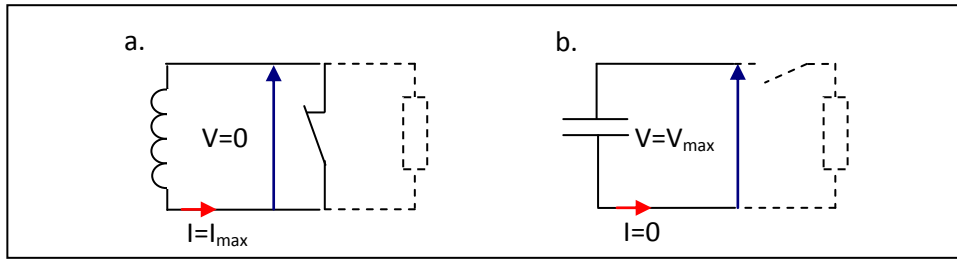 a.
V=0
I=Imax
b.
V=Vmax
I=0